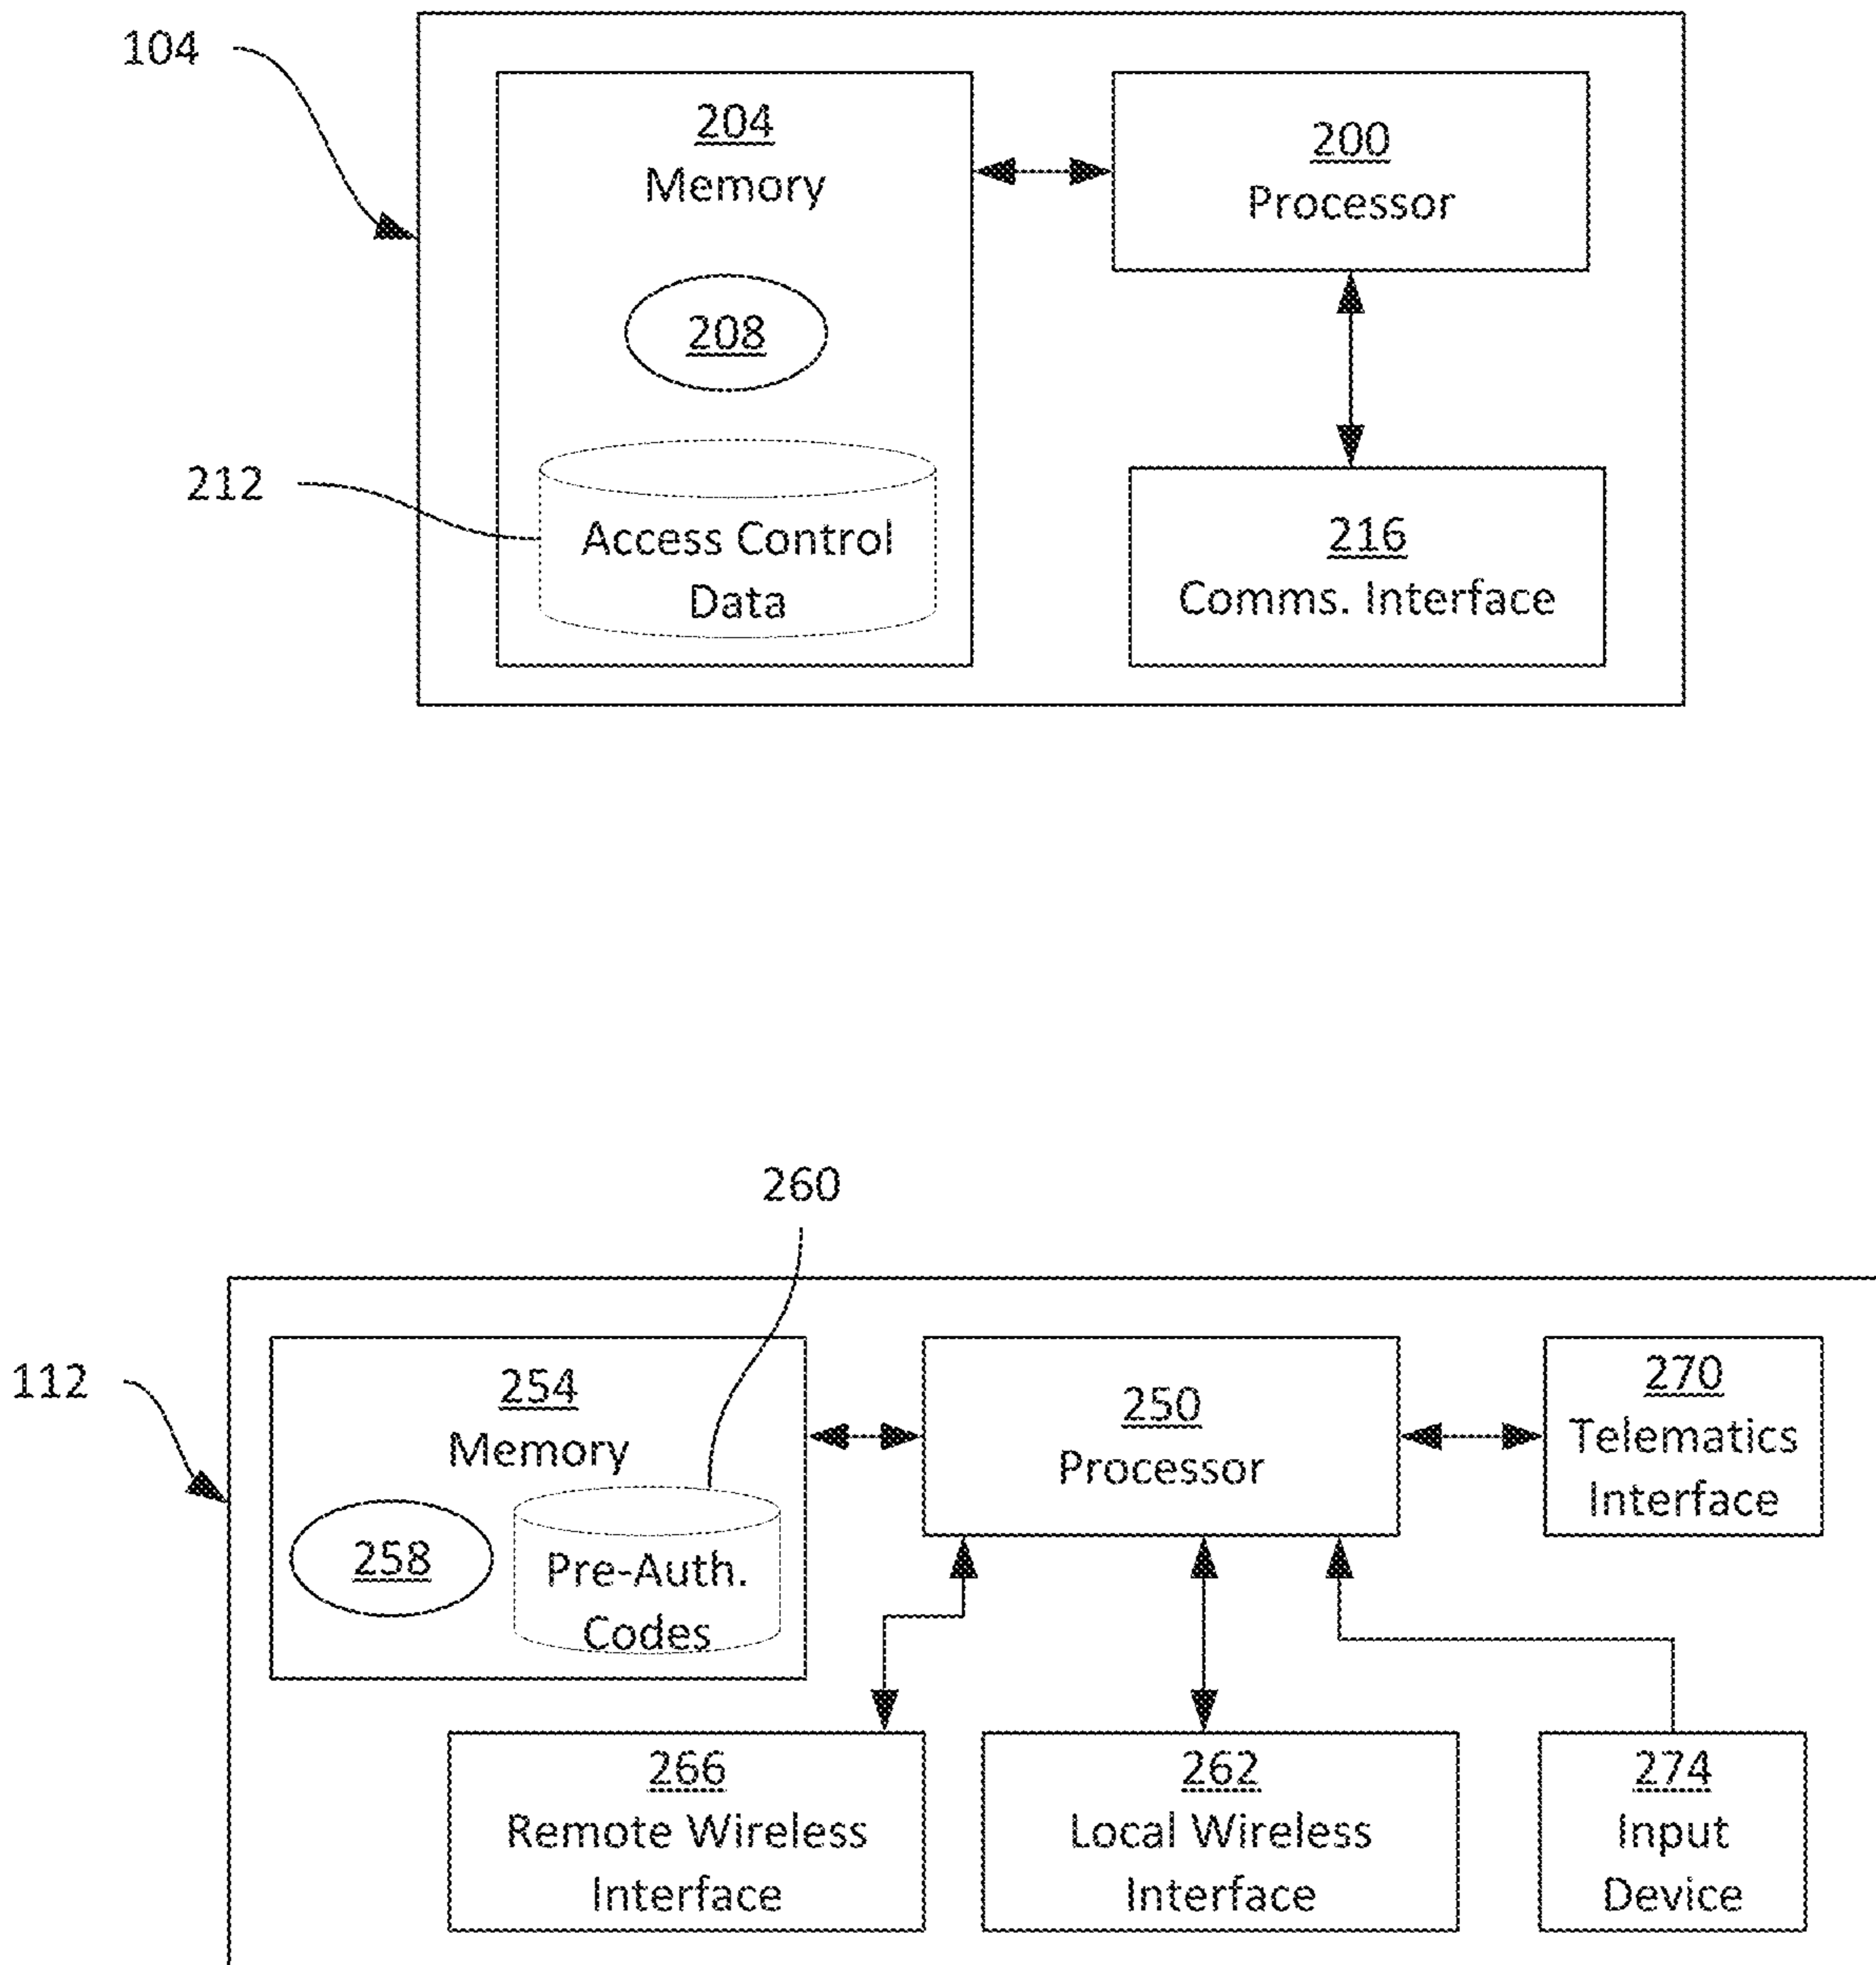 104
204
Memory
200
Processor
208
212
Access Control
Data
216
Comms. Interface
260
112
254
Memory
258
Pre-Auth.
Codes
250
Processor
270
Telematics
Interface
266
Remote Wireless
Interface
262
Local Wireless
Interface
274
Input
Device